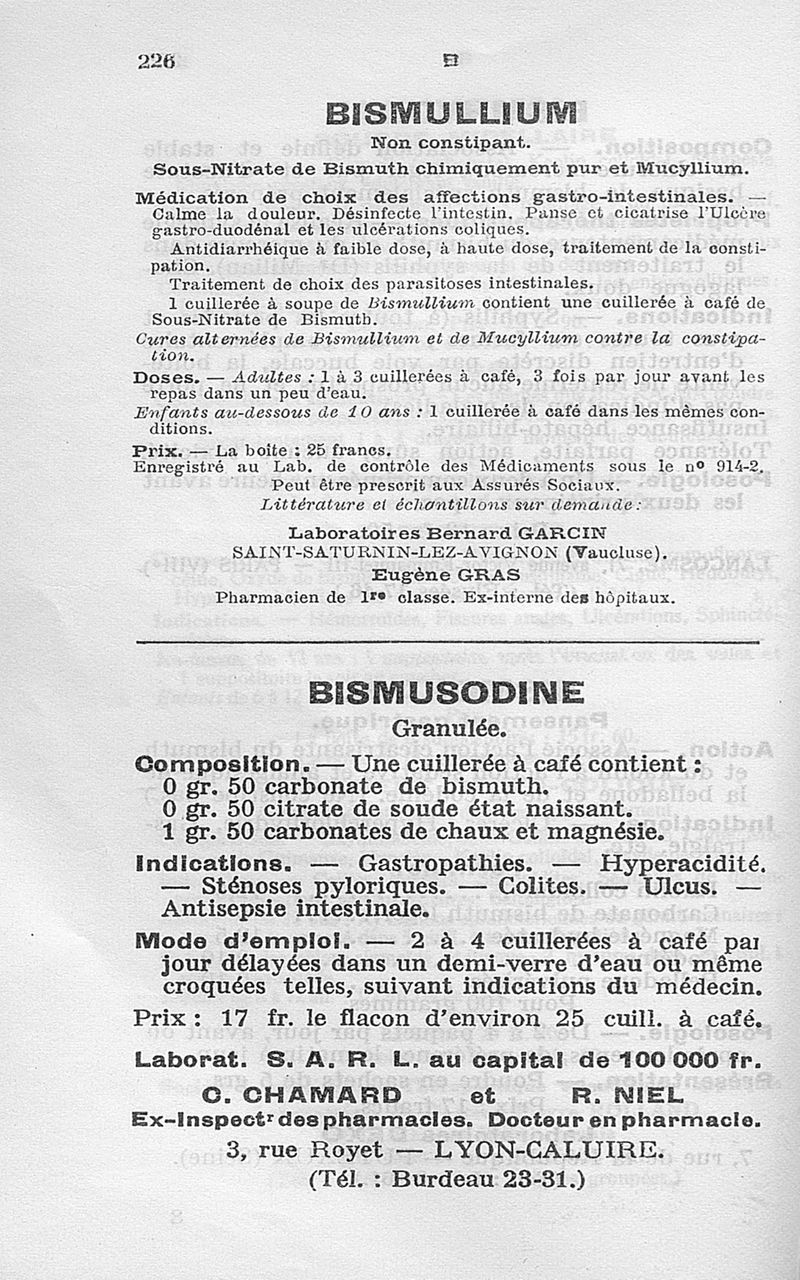 226
B
BISMULLIUM
Non constipant.
Sous-Nitrate de Bismuth chimiquement pur et Mucyllium.
Médication de choix des affections gastro-intestinales. —
Calme la douleur. Désinfecte l'intestin. Panse et cicatrise l'Ulcère
gastro-duodénal et les ulcérations coliques.
Antidiarrhéique à faible dose, à haute dose, traitement de la consti-
pation.
Traitement de choix des parasitoses intestinales.
1 cuillerée à soupe de Bismullium contient une cuillerée à café de
Sous-Nitrate de Bismuth.
Cures alternées de Bismullium et de Mucyllium contre la constipa-
tion.
Doses. — Adultes : 1 à 3 cuillerées à café, 3 fois par jour avant les
repas dans un peu d'eau.
Enfants au-dessous de 10 ans : 1 cuillerée à café dans les mêmes con-
ditions.
Prix. — La boite : 25 francs.
Enregistré au Lab. de contrôle des Médicaments sous le nº 914-2.
Peut être prescrit aux Assurés Sociaux.
Littérature et échantillons sur demande :
Laboratoires Bernard GARCIN
SAINT-SATURNIN-LEZ-AVIGNON (Vaucluse).
Eugène GRAS
Pharmacien de 1re classe. Ex-interne des hôpitaux.
BISMUSODINE
Granulée.
Composition. — Une cuillerée à café contient :
0 gr. 50 carbonate de bismuth.
0 gr. 50 citrate de soude état naissant.
1 gr. 50 carbonates de chaux et magnésie.
Indications. — Gastropathies. — Hyperacidité.
— Sténoses pyloriques. — Colites. — Ulcus. —
Antisepsie intestinale.
Mode d'emploi. — 2 à 4 cuillerées à café par
jour délayées dans un demi-verre d'eau ou même
croquées telles, suivant indications du médecin.
Prix : 17 fr. le flacon d'environ 25 cuill. à café.
Laborat. S. A. R. L. au capital de 100 000 fr.
C. CHAMARD et R. NIEL
Ex-Inspectr des pharmacies. Docteur en pharmacie.
3, rue Royet — LYON-CALUIRE.
(Tél. : Burdeau 23-31.)